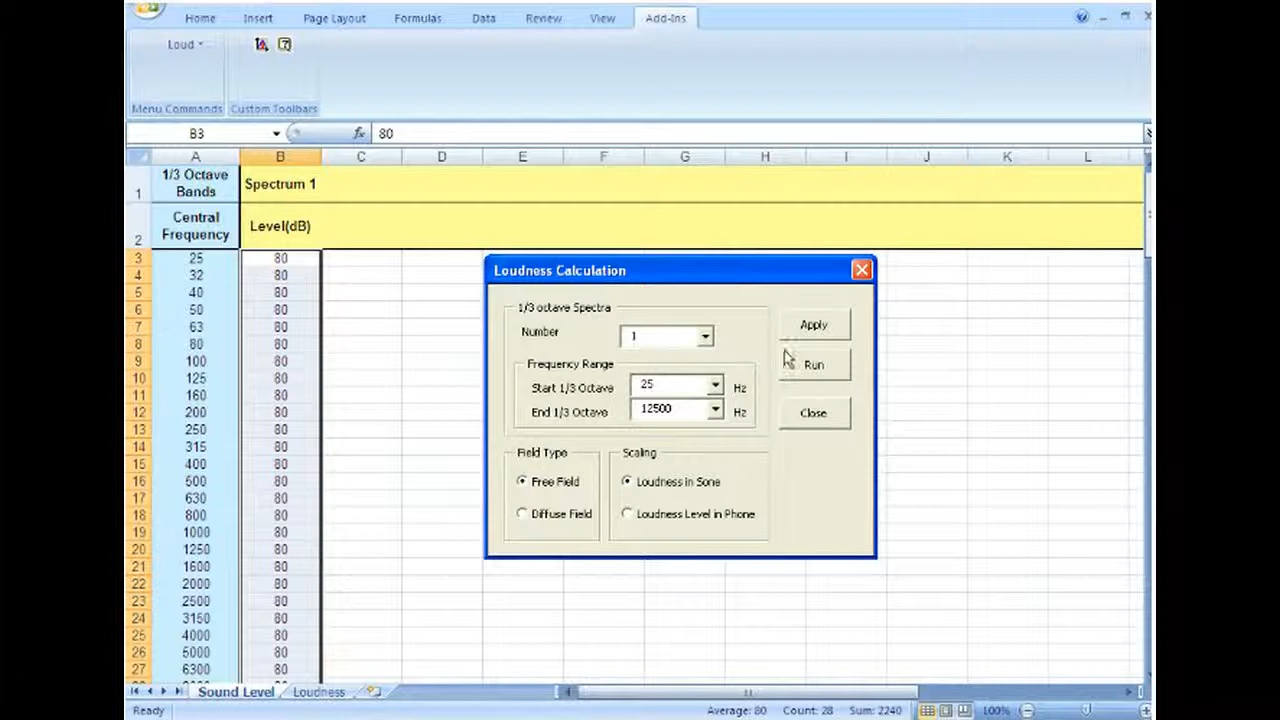 Home Insert Page Layout Formulas Data Review View Add-Ins
Loud
Menu Commands Custom Toolbars
B3 fx 80
A B C D E F G H I J K L
1 1/3 Octave Bands Spectrum 1
2 Central Frequency Level(dB)
3 25 80
4 32 80
5 40 80
6 50 80
7 63 80
8 80 80
9 100 80
10 125 80
11 160 80
12 200 80
13 250 80
14 315 80
15 400 80
16 500 80
17 630 80
18 800 80
19 1000 80
20 1250 80
21 1600 80
22 2000 80
23 2500 80
24 3150 80
25 4000 80
26 5000 80
27 6300 80
Loudness Calculation
1/3 octave Spectra
Number 1
Frequency Range
Start 1/3 Octave 25 Hz
End 1/3 Octave 12500 Hz
Apply
Run
Close
Field Type
Free Field
Diffuse Field
Scaling
Loudness in Sone
Loudness Level in Phone
Sound Level Loudness
Ready Average: 80 Count: 28 Sum: 2240 100%